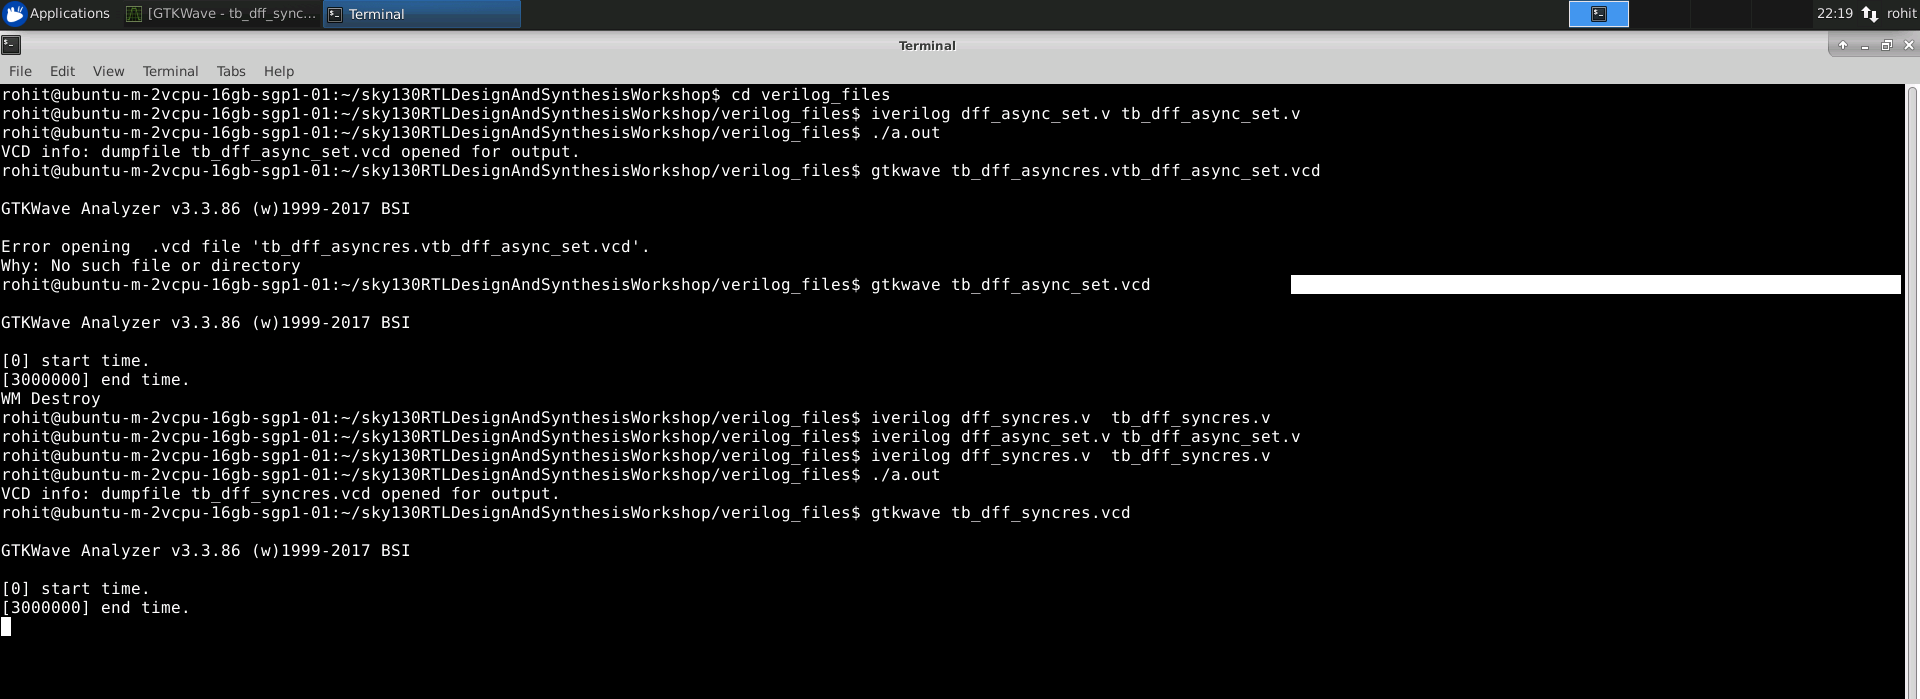 Applications [GTKWave - tb_dff_sync... Terminal 22:19 rohit
Terminal
File Edit View Terminal Tabs Help
rohit@ubuntu-m-2vcpu-16gb-sgp1-01:~/sky130RTLDesignAndSynthesisWorkshop$ cd verilog_files
rohit@ubuntu-m-2vcpu-16gb-sgp1-01:~/sky130RTLDesignAndSynthesisWorkshop/verilog_files$ iverilog dff_async_set.v tb_dff_async_set.v
rohit@ubuntu-m-2vcpu-16gb-sgp1-01:~/sky130RTLDesignAndSynthesisWorkshop/verilog_files$ ./a.out
VCD info: dumpfile tb_dff_async_set.vcd opened for output.
rohit@ubuntu-m-2vcpu-16gb-sgp1-01:~/sky130RTLDesignAndSynthesisWorkshop/verilog_files$ gtkwave tb_dff_asyncres.vtb_dff_async_set.vcd
GTKWave Analyzer v3.3.86 (w)1999-2017 BSI
Error opening  .vcd file 'tb_dff_asyncres.vtb_dff_async_set.vcd'.
Why: No such file or directory
rohit@ubuntu-m-2vcpu-16gb-sgp1-01:~/sky130RTLDesignAndSynthesisWorkshop/verilog_files$ gtkwave tb_dff_async_set.vcd
GTKWave Analyzer v3.3.86 (w)1999-2017 BSI
[0] start time.
[3000000] end time.
WM Destroy
rohit@ubuntu-m-2vcpu-16gb-sgp1-01:~/sky130RTLDesignAndSynthesisWorkshop/verilog_files$ iverilog dff_syncres.v  tb_dff_syncres.v
rohit@ubuntu-m-2vcpu-16gb-sgp1-01:~/sky130RTLDesignAndSynthesisWorkshop/verilog_files$ iverilog dff_async_set.v tb_dff_async_set.v
rohit@ubuntu-m-2vcpu-16gb-sgp1-01:~/sky130RTLDesignAndSynthesisWorkshop/verilog_files$ iverilog dff_syncres.v  tb_dff_syncres.v
rohit@ubuntu-m-2vcpu-16gb-sgp1-01:~/sky130RTLDesignAndSynthesisWorkshop/verilog_files$ ./a.out
VCD info: dumpfile tb_dff_syncres.vcd opened for output.
rohit@ubuntu-m-2vcpu-16gb-sgp1-01:~/sky130RTLDesignAndSynthesisWorkshop/verilog_files$ gtkwave tb_dff_syncres.vcd
GTKWave Analyzer v3.3.86 (w)1999-2017 BSI
[0] start time.
[3000000] end time.